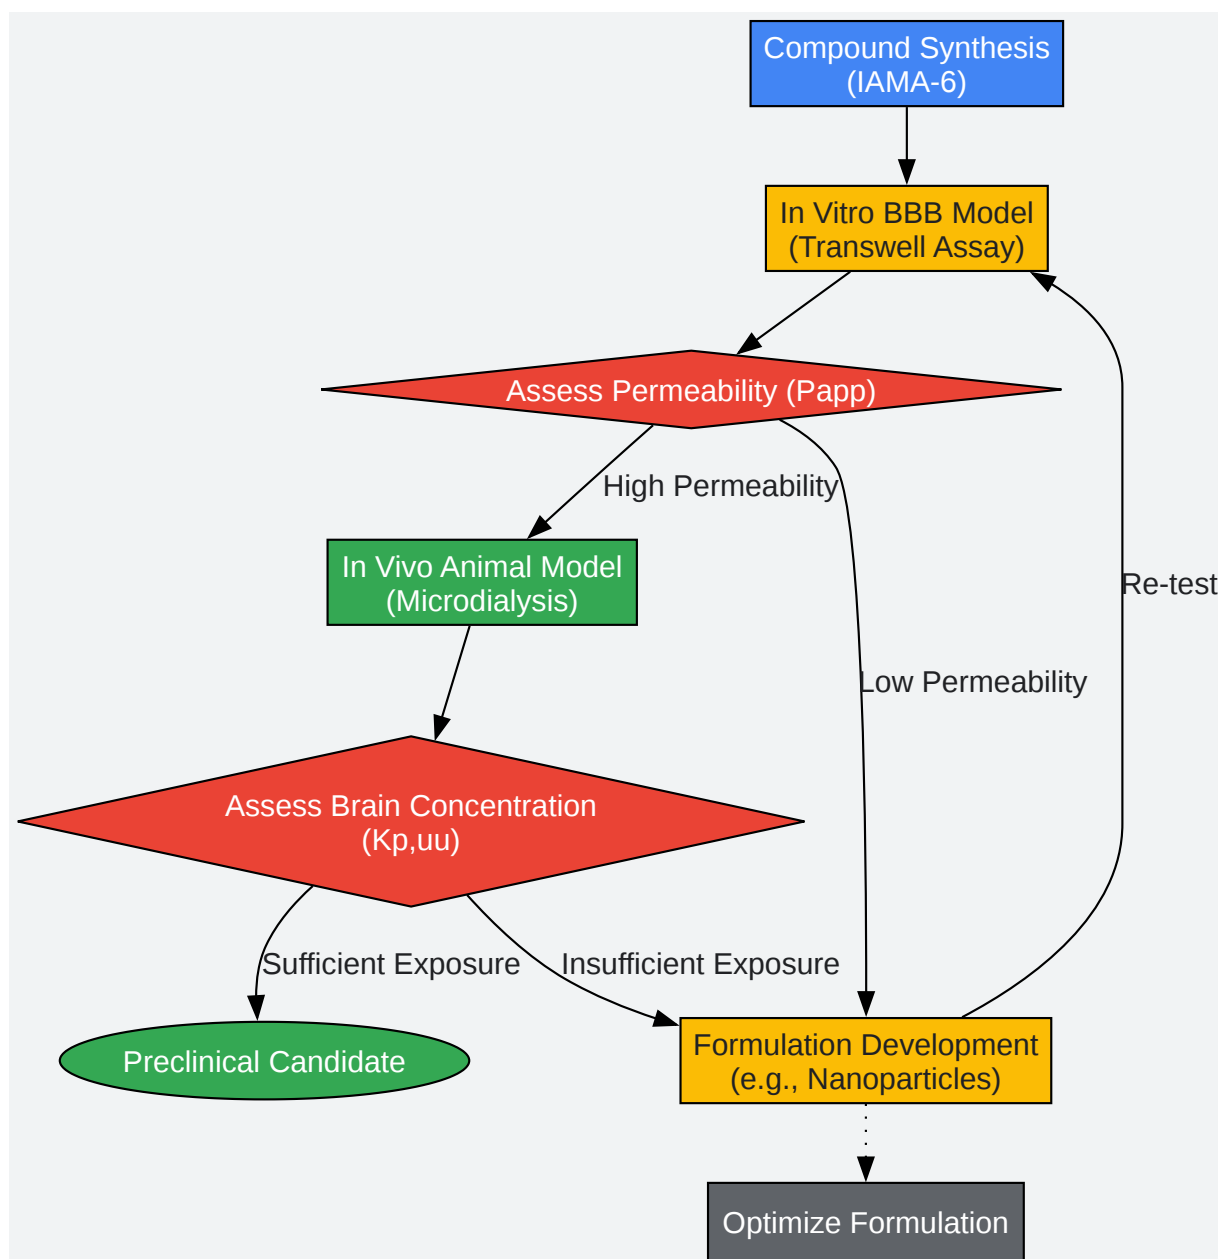 Compound Synthesis
(IAMA-6)
In Vitro BBB Model
(Transwell Assay)
Assess Permeability (Papp)
High Permeability
In Vivo Animal Model
(Microdialysis)
Re-test
Low Permeability
Assess Brain Concentration
(Kp,uu)
Sufficient Exposure
Insufficient Exposure
Preclinical Candidate
Formulation Development
(e.g., Nanoparticles)
Optimize Formulation